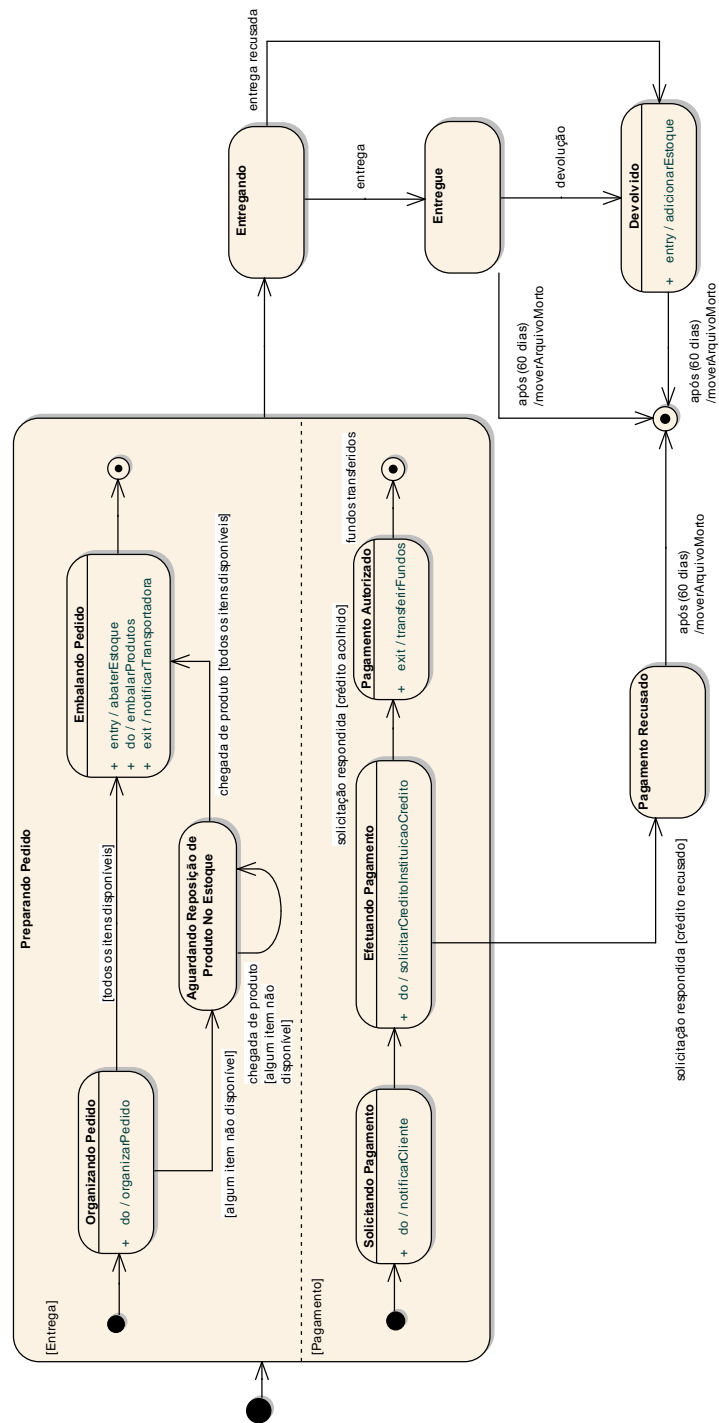 Preparando Pedido
[Entrega]
Organizando Pedido
+ do / organizarPedido
[todos os itens disponíveis]
[algum item não disponível]
Aguardando Reposição de
Produto No Estoque
chegada de produto
[algum item não
disponível]
chegada de produto [todos os itens disponíveis]
Embalando Pedido
+ entry / abaterEstoque
+ do / embalarProdutos
+ exit / notificarTransportadora
[Pagamento]
Solicitando Pagamento
+ do / notificarCliente
Efetuando Pagamento
+ do / solicitarCreditoInstituicaoCredito
solicitação respondida [crédito acolhido]
Pagamento Autorizado
+ exit / transferirFundos
fundos transferidos
solicitação respondida [crédito recusado]
Pagamento Recusado
após (60 dias)
/moverArquivoMorto
Entregando
entrega recusada
entrega
Entregue
devolução
após (60 dias)
/moverArquivoMorto
Devolvido
+ entry / adicionarEstoque
após (60 dias)
/moverArquivoMorto